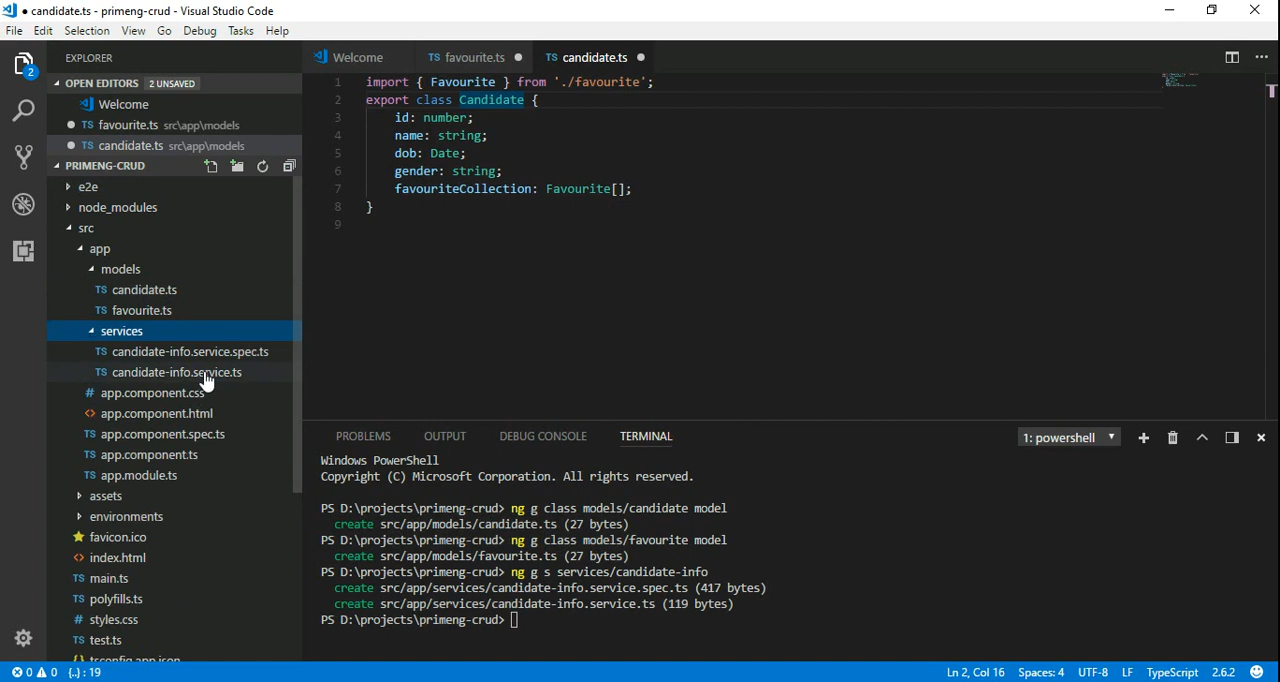 ● candidate.ts - primeng-crud - Visual Studio Code
File Edit Selection View Go Debug Tasks Help
2
EXPLORER
OPEN EDITORS 2 UNSAVED
Welcome
● TS favourite.ts src\app\models
● TS candidate.ts src\app\models
PRIMENG-CRUD
e2e
node_modules
src
app
models
TS candidate.ts
TS favourite.ts
services
TS candidate-info.service.spec.ts
TS candidate-info.service.ts
# app.component.css
<> app.component.html
TS app.component.spec.ts
TS app.component.ts
TS app.module.ts
assets
environments
favicon.ico
<> index.html
TS main.ts
TS polyfills.ts
# styles.css
TS test.ts
{} tsconfig.app.json
Welcome TS favourite.ts ● TS candidate.ts ●
1 import { Favourite } from './favourite';
2 export class Candidate {
3 id: number;
4 name: string;
5 dob: Date;
6 gender: string;
7 favouriteCollection: Favourite[];
8 }
9
PROBLEMS OUTPUT DEBUG CONSOLE TERMINAL 1: powershell
Windows PowerShell
Copyright (C) Microsoft Corporation. All rights reserved.
PS D:\projects\primeng-crud> ng g class models/candidate model
create src/app/models/candidate.ts (27 bytes)
PS D:\projects\primeng-crud> ng g class models/favourite model
create src/app/models/favourite.ts (27 bytes)
PS D:\projects\primeng-crud> ng g s services/candidate-info
create src/app/services/candidate-info.service.spec.ts (417 bytes)
create src/app/services/candidate-info.service.ts (119 bytes)
PS D:\projects\primeng-crud>
0 0 {..} : 19 Ln 2, Col 16 Spaces: 4 UTF-8 LF TypeScript 2.6.2